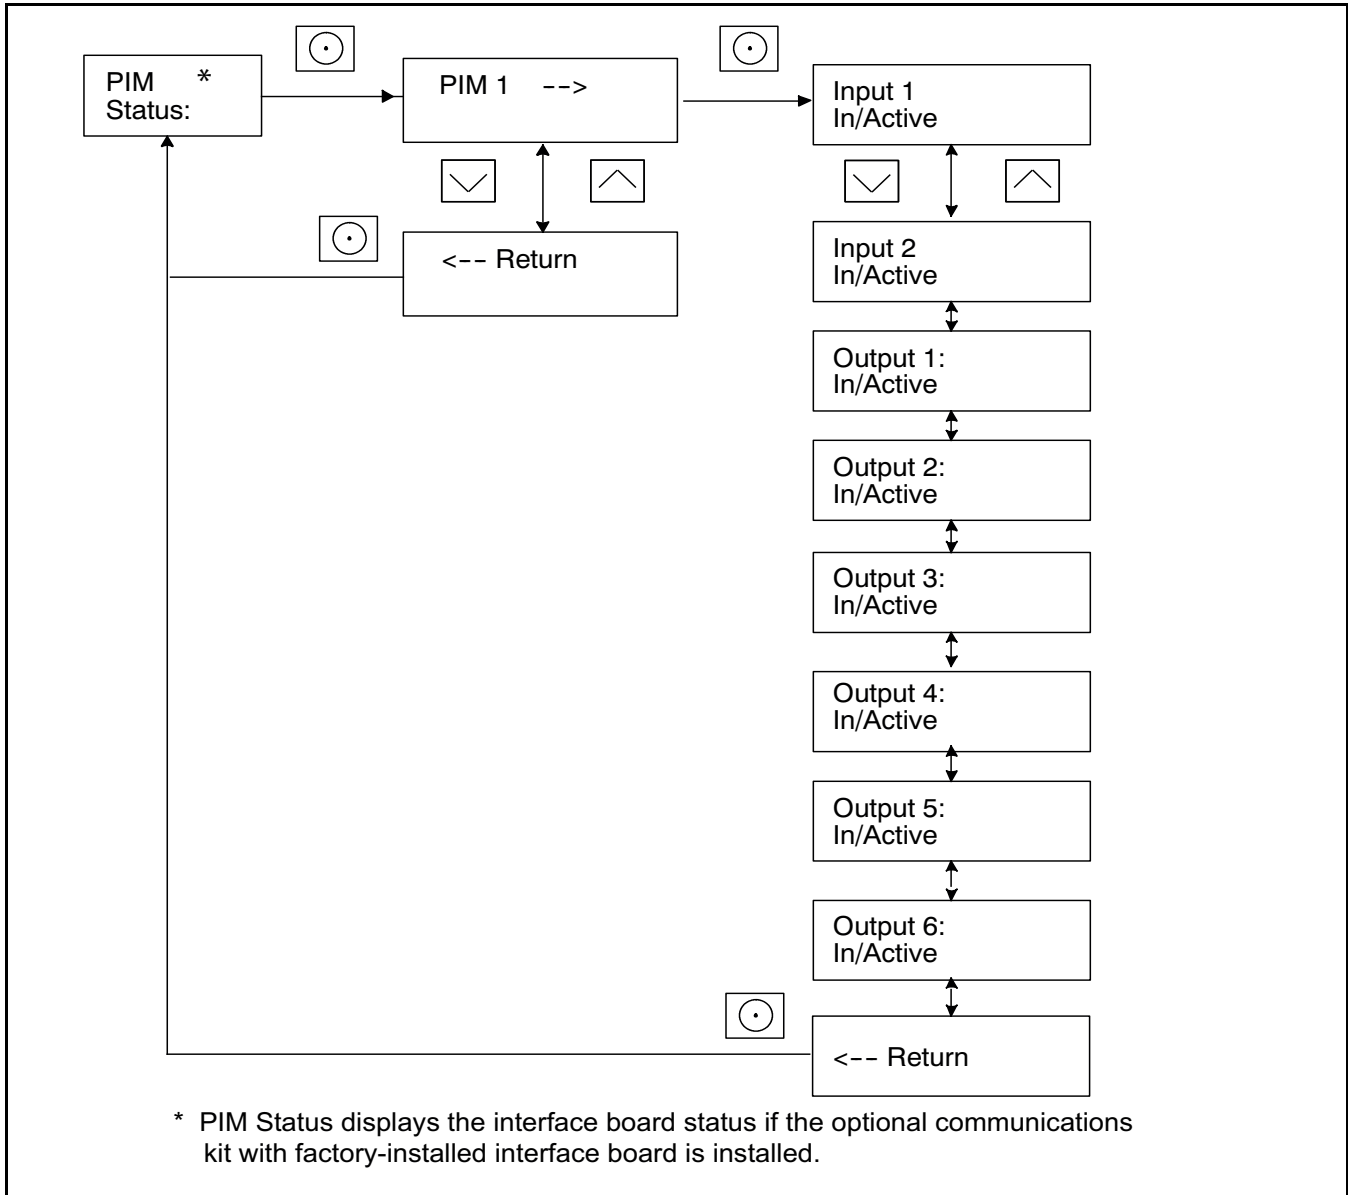 PIM *
Status:
PIM 1 -->
<-- Return
Input 1
In/Active
Input 2
In/Active
Output 1:
In/Active
Output 2:
In/Active
Output 3:
In/Active
Output 4:
In/Active
Output 5:
In/Active
Output 6:
In/Active
<-- Return
* PIM Status displays the interface board status if the optional communications
kit with factory-installed interface board is installed.